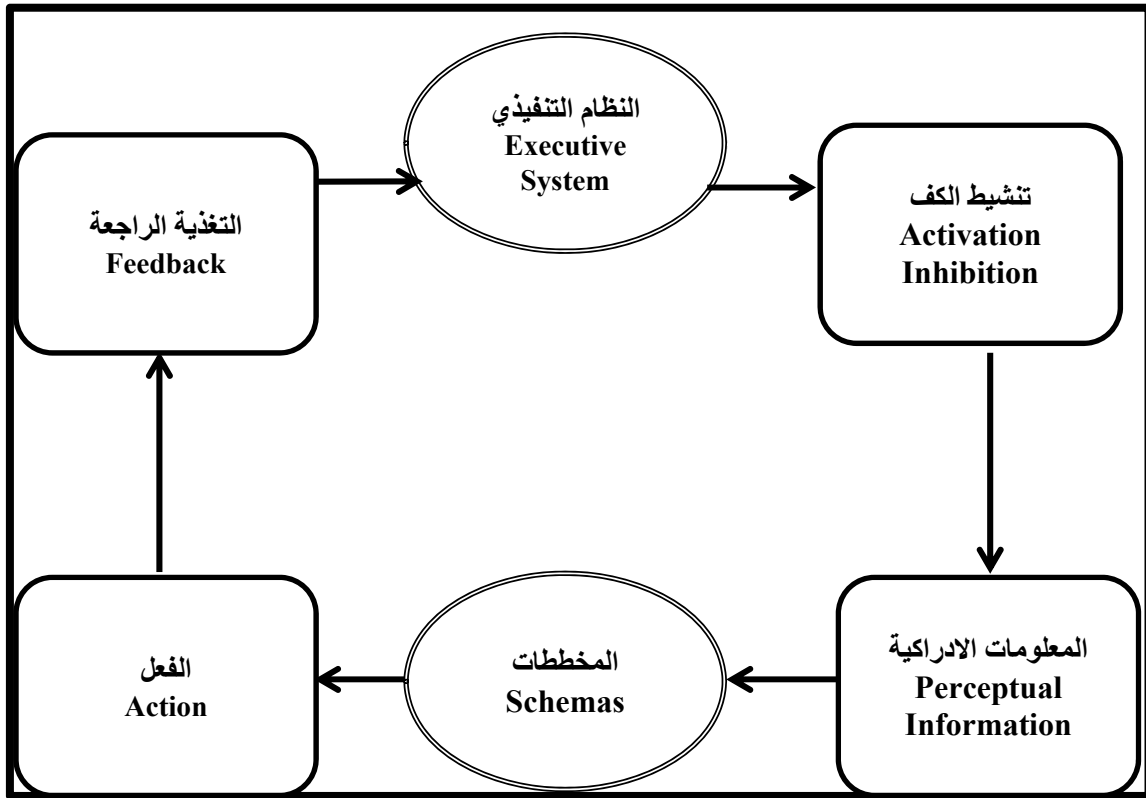 النظام التنفيذي
Executive
System
تنشيط الكف
Activation
Inhibition
التغذية الراجعة
Feedback
المعلومات الادراكية
Perceptual
Information
المخططات
Schemas
الفعل
Action